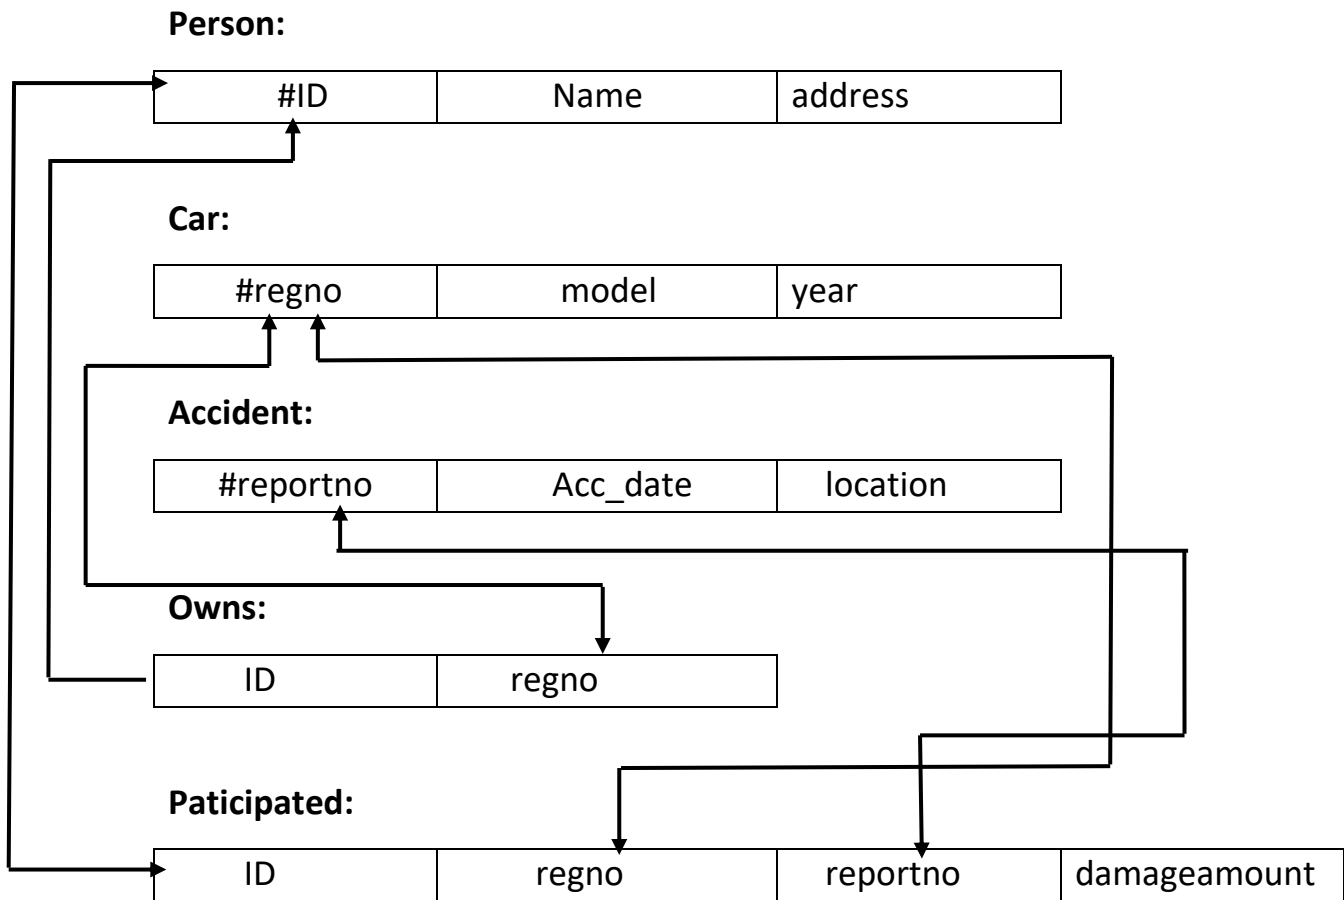 Person:
#ID Name address
Car:
#regno model year
Accident:
#reportno Acc_date location
Owns:
ID regno
Paticipated:
ID regno reportno damageamount